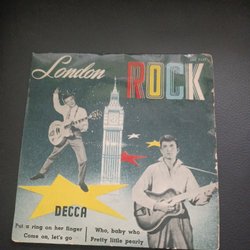 London ROCK
DECCA
Put a ring on her finger
Come on, let's go
Who, baby who
Pretty little pearly